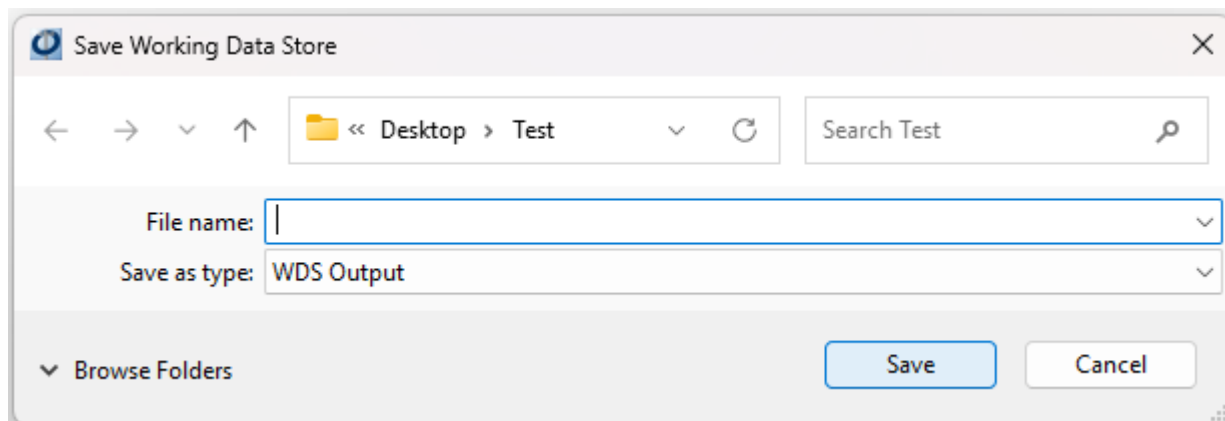 Save Working Data Store
« Desktop > Test
Search Test
File name:
Save as type: WDS Output
Browse Folders
Save
Cancel